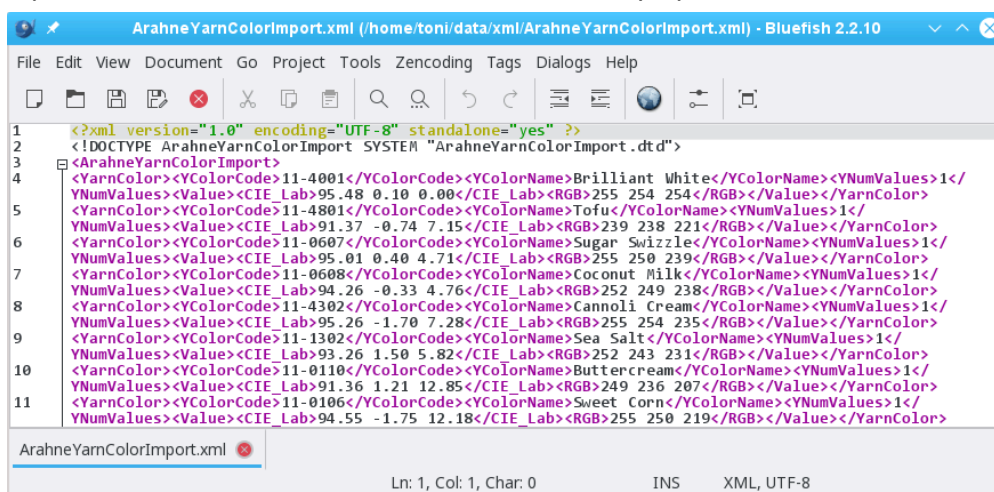 ArahneYarnColorImport.xml (/home/toni/data/xml/ArahneYarnColorImport.xml) - Bluefish 2.2.10
File Edit View Document Go Project Tools Zencoding Tags Dialogs Help
1 <?xml version="1.0" encoding="UTF-8" standalone="yes" ?>
2 <!DOCTYPE ArahneYarnColorImport SYSTEM "ArahneYarnColorImport.dtd">
3 <ArahneYarnColorImport>
4 <YarnColor><YColorCode>11-4001</YColorCode><YColorName>Brilliant White</YColorName><YNumValues>1</
YNumValues><Value><CIE_Lab>95.48 0.10 0.00</CIE_Lab><RGB>255 254 254</RGB></Value></YarnColor>
5 <YarnColor><YColorCode>11-4801</YColorCode><YColorName>Tofu</YColorName><YNumValues>1</
YNumValues><Value><CIE_Lab>91.37 -0.74 7.15</CIE_Lab><RGB>239 238 221</RGB></Value></YarnColor>
6 <YarnColor><YColorCode>11-0607</YColorCode><YColorName>Sugar Swizzle</YColorName><YNumValues>1</
YNumValues><Value><CIE_Lab>95.01 0.40 4.71</CIE_Lab><RGB>255 250 239</RGB></Value></YarnColor>
7 <YarnColor><YColorCode>11-0608</YColorCode><YColorName>Coconut Milk</YColorName><YNumValues>1</
YNumValues><Value><CIE_Lab>94.26 -0.33 4.76</CIE_Lab><RGB>252 249 238</RGB></Value></YarnColor>
8 <YarnColor><YColorCode>11-4302</YColorCode><YColorName>Cannoli Cream</YColorName><YNumValues>1</
YNumValues><Value><CIE_Lab>95.26 -1.70 7.28</CIE_Lab><RGB>255 254 235</RGB></Value></YarnColor>
9 <YarnColor><YColorCode>11-1302</YColorCode><YColorName>Sea Salt</YColorName><YNumValues>1</
YNumValues><Value><CIE_Lab>93.26 1.50 5.82</CIE_Lab><RGB>252 243 231</RGB></Value></YarnColor>
10 <YarnColor><YColorCode>11-0110</YColorCode><YColorName>Buttercream</YColorName><YNumValues>1</
YNumValues><Value><CIE_Lab>91.36 1.21 12.85</CIE_Lab><RGB>249 236 207</RGB></Value></YarnColor>
11 <YarnColor><YColorCode>11-0106</YColorCode><YColorName>Sweet Corn</YColorName><YNumValues>1</
YNumValues><Value><CIE_Lab>94.55 -1.75 12.18</CIE_Lab><RGB>255 250 219</RGB></Value></YarnColor>
ArahneYarnColorImport.xml
Ln: 1, Col: 1, Char: 0 INS XML, UTF-8